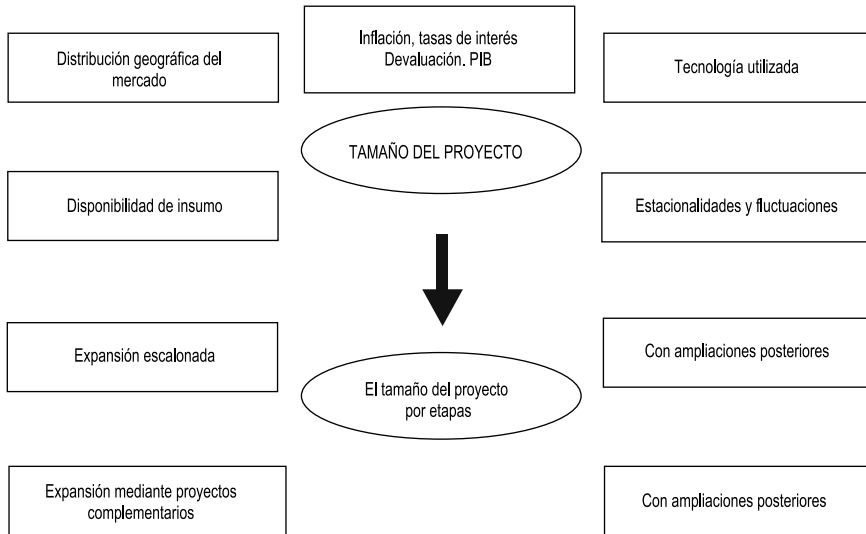 Distribución geográfica del
mercado
Inflación, tasas de interés
Devaluación. PIB
Tecnología utilizada
TAMAÑO DEL PROYECTO
Disponibilidad de insumo
Estacionalidades y fluctuaciones
Expansión escalonada
El tamaño del proyecto
por etapas
Con ampliaciones posteriores
Expansión mediante proyectos
complementarios
Con ampliaciones posteriores